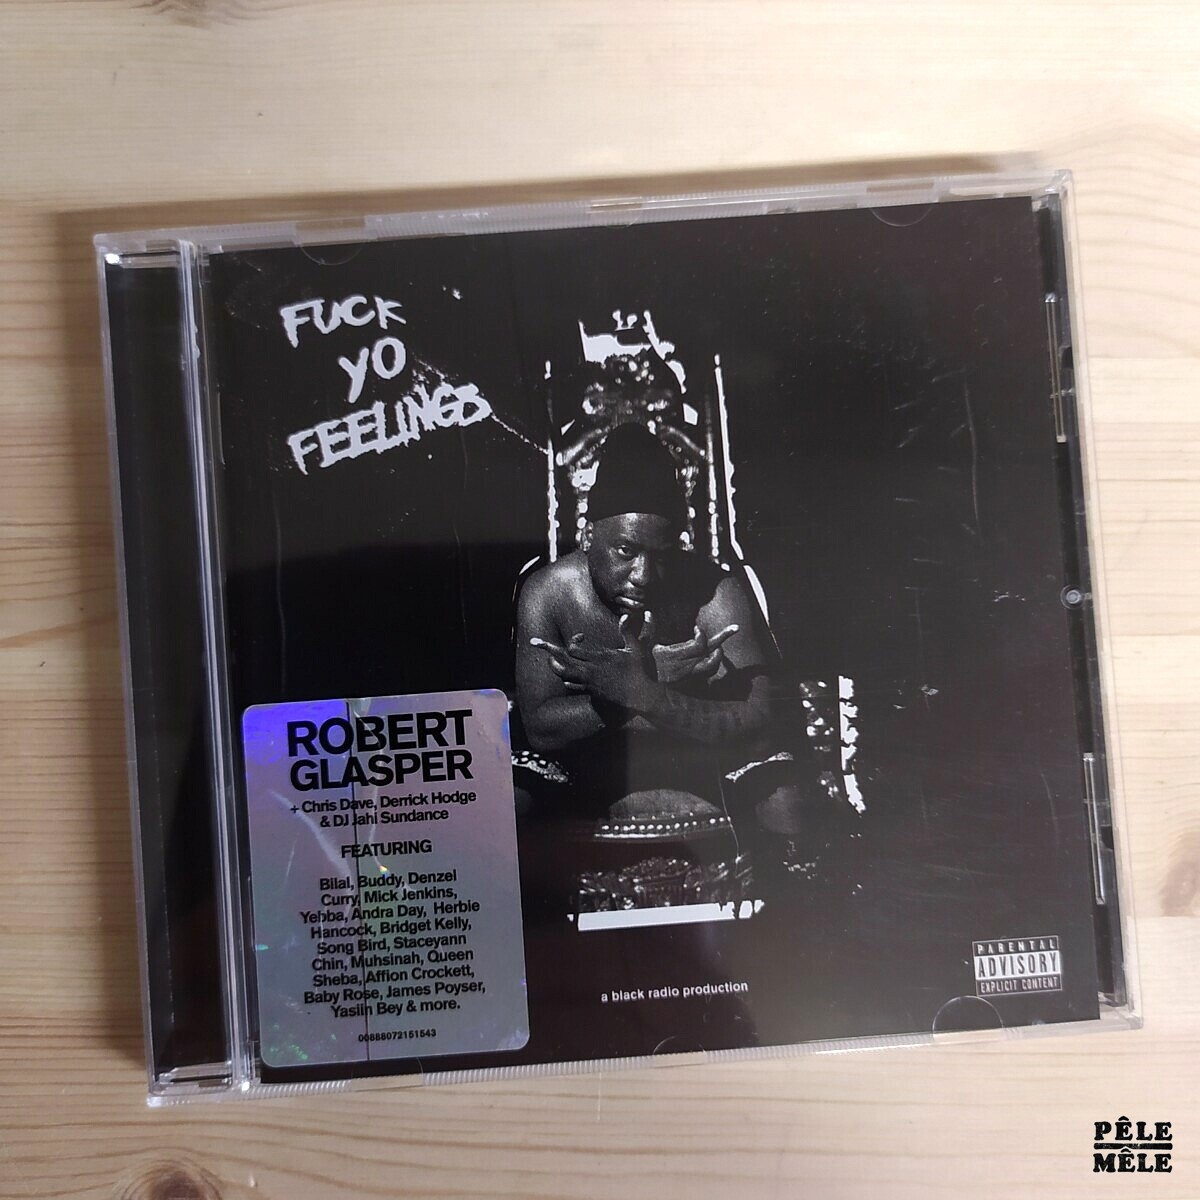 FUCK
YO
FEELINGS
ROBERT
GLASPER
+ Chris Dave, Derrick Hodge
& DJ Jahi Sundance
FEATURING
Bilal, Buddy, Denzel
Curry, Mick Jenkins,
Yebba, Andra Day, Herbie
Hancock, Bridget Kelly,
Song Bird, Staceyann
Chin, Muhsinah, Queen
Sheba, Affion Crockett,
Baby Rose, James Poyser,
Yasiin Bey & more.
00888072151543
a black radio production
PARENTAL
ADVISORY
EXPLICIT CONTENT
PÊLE
MÊLE